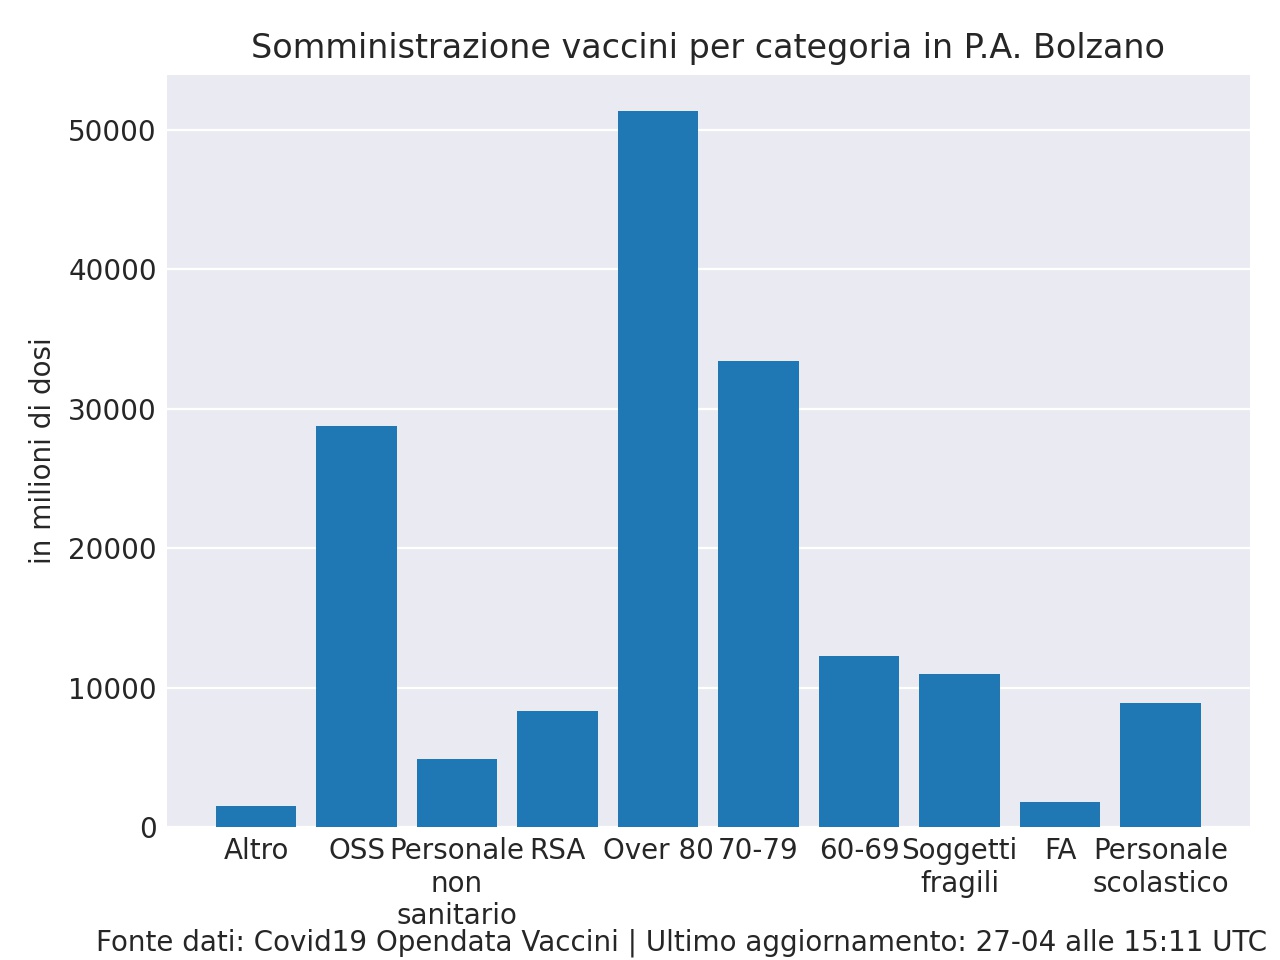 Somministrazione vaccini per categoria in P.A. Bolzano
in milioni di dosi
50000
40000
30000
20000
10000
0
Altro OSS Personale non sanitario RSA Over 80 70-79 60-69 Soggetti fragili FA Personale scolastico
Fonte dati: Covid19 Opendata Vaccini | Ultimo aggiornamento: 27-04 alle 15:11 UTC